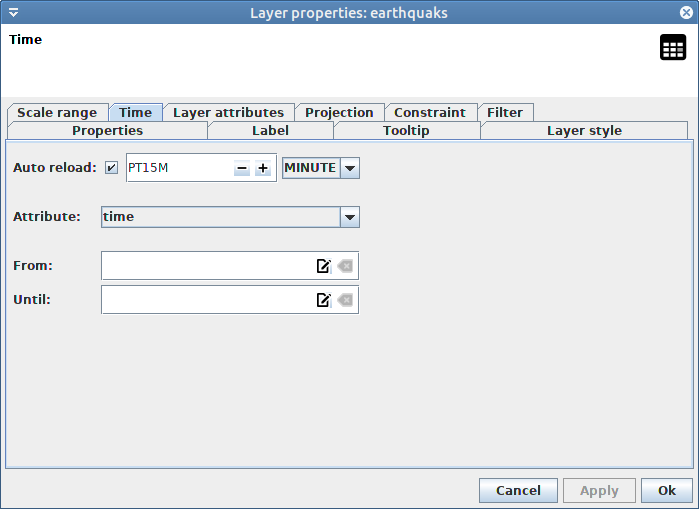 Layer properties: earthquaks
Time
Scale range Time Layer attributes Projection Constraint Filter
Properties Label Tooltip Layer style
Auto reload: PT15M MINUTE
Attribute: time
From:
Until:
Cancel Apply Ok